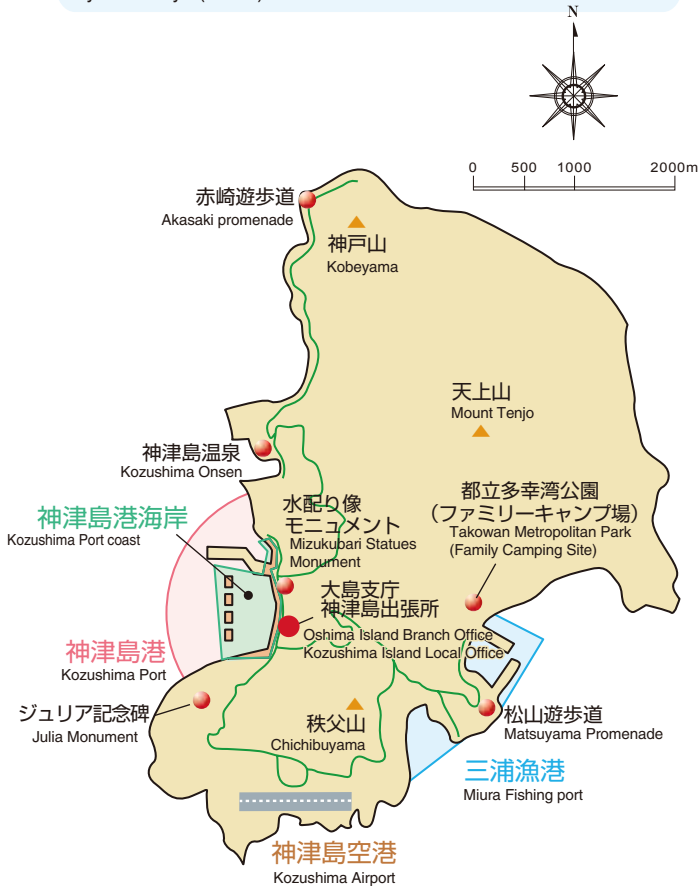 N
0 500 1000 2000m
赤崎遊歩道
Akasaki promenade
神戸山
Kobeyama
天上山
Mount Tenjo
神津島温泉
Kozushima Onsen
水配り像
モニュメント
Mizukubari Statues
Monument
都立多幸湾公園
(ファミリーキャンプ場)
Takowan Metropolitan Park
(Family Camping Site)
神津島港海岸
Kozushima Port coast
大島支庁
神津島出張所
Oshima Island Branch Office
Kozushima Island Local Office
神津島港
Kozushima Port
ジュリア記念碑
Julia Monument
秩父山
Chichibuyama
松山遊歩道
Matsuyama Promenade
三浦漁港
Miura Fishing port
神津島空港
Kozushima Airport